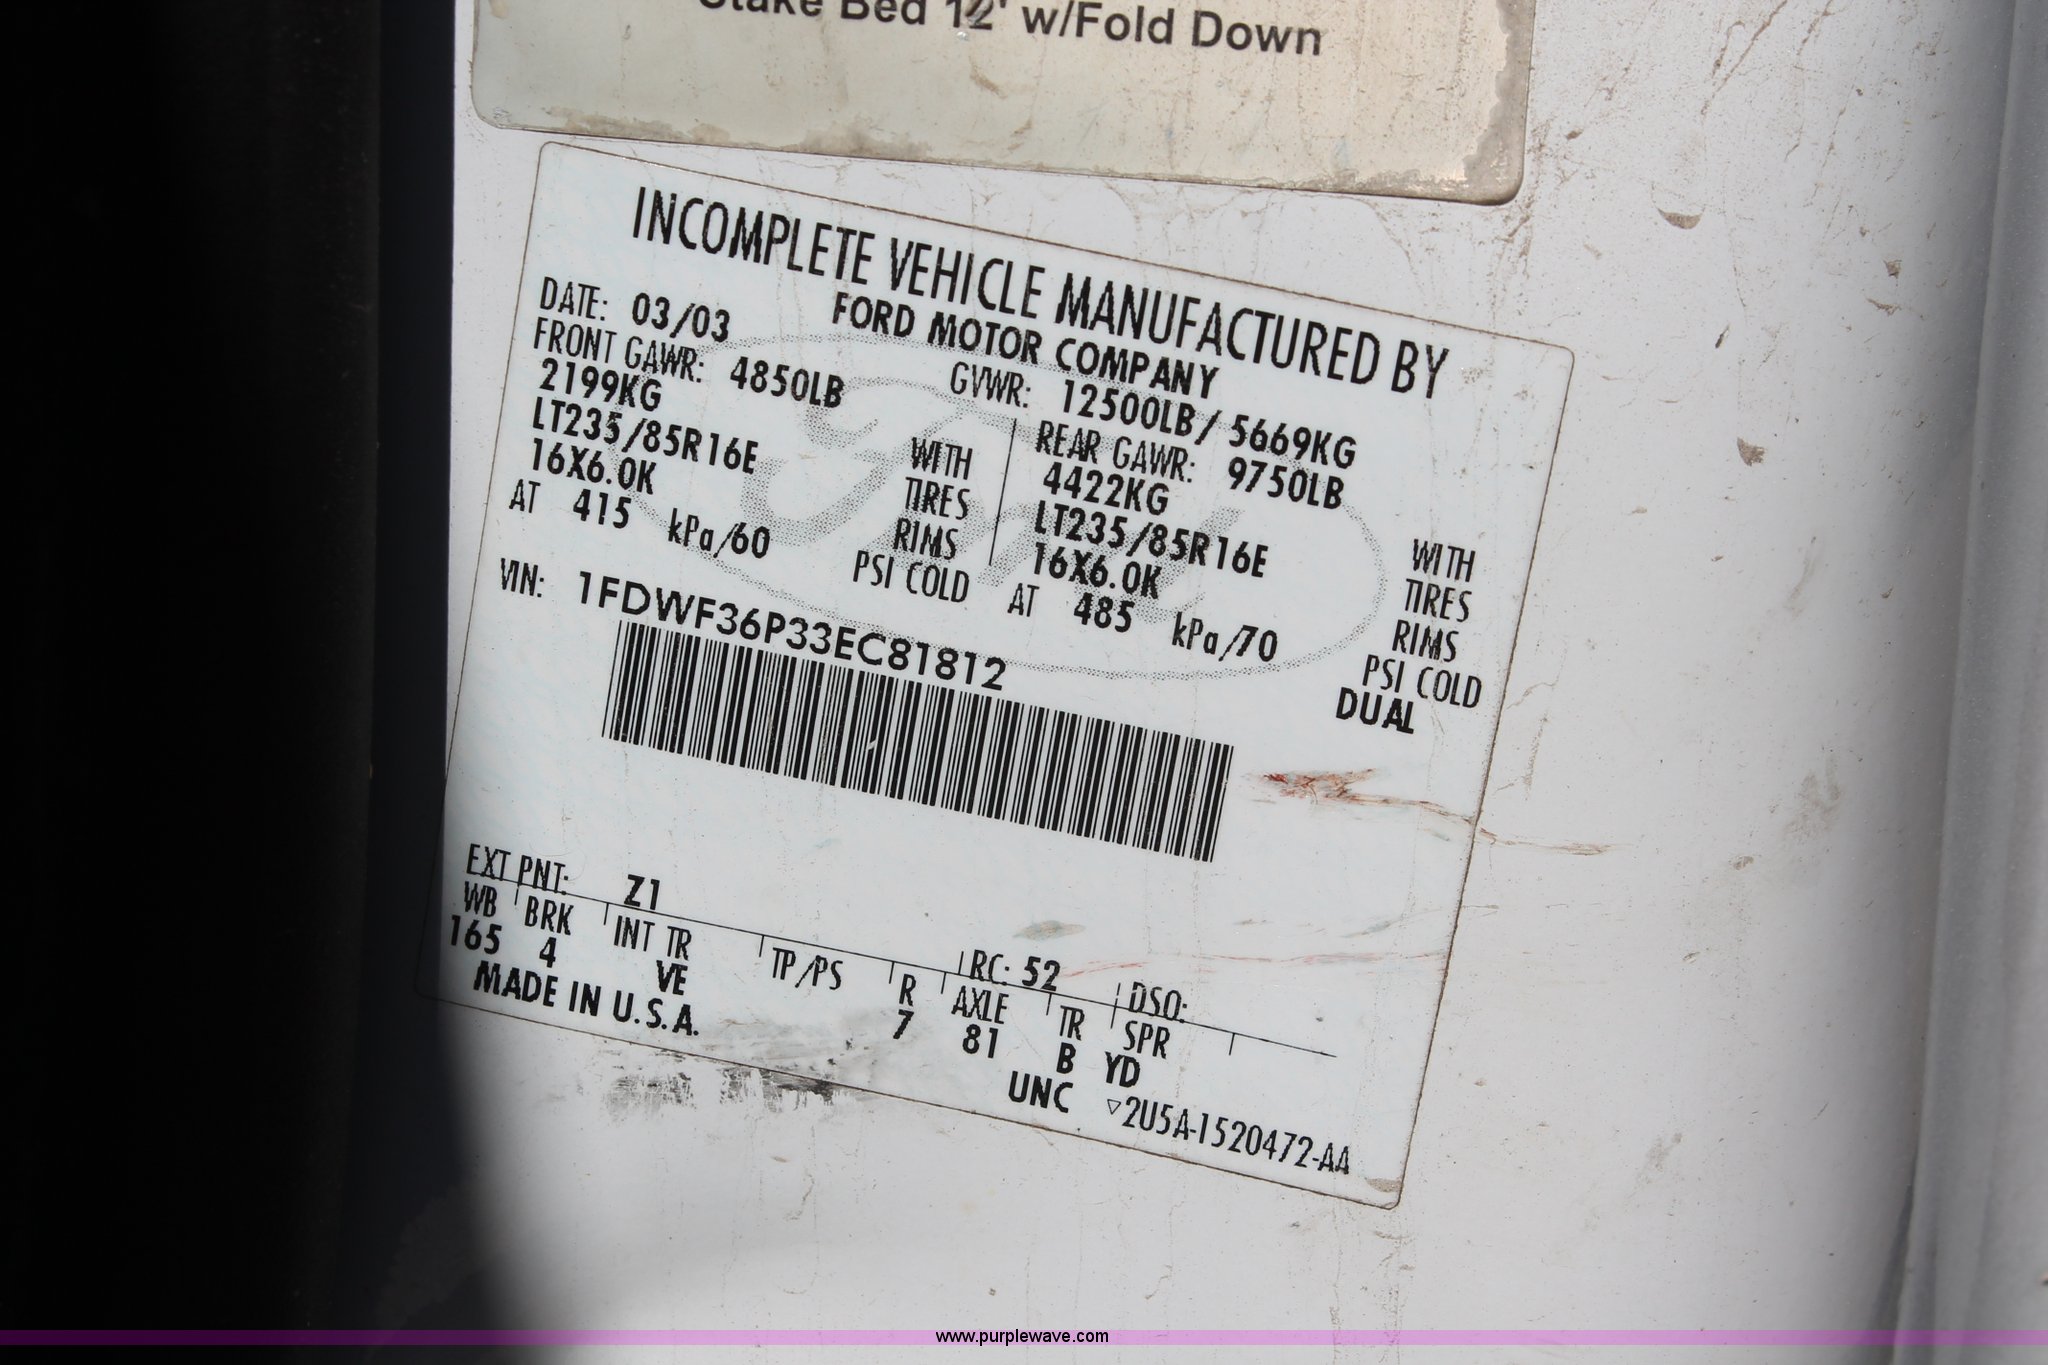 Stake Bed 12' w/Fold Down
INCOMPLETE VEHICLE MANUFACTURED BY
FORD MOTOR COMPANY
DATE: 03/03 GVWR: 12500LB/ 5669KG
FRONT GAWR: 4850LB REAR GAWR: 9750LB
2199KG WITH 4422KG WITH
LT235/85R16E TIRES LT235/85R16E TIRES
16X6.0K RIMS 16X6.0K RIMS
AT 415 kPa/60 PSI COLD AT 485 kPa/70 PSI COLD
DUAL
VIN: 1FDWF36P33EC81812
EXT PNT: Z1 RC: 52 DSO:
WB BRK INT TR TP/PS R AXLE TR SPR
165 4 VE 7 81 B YD
MADE IN U.S.A. UNC ▽2U5A-1520472-AA
www.purplewave.com